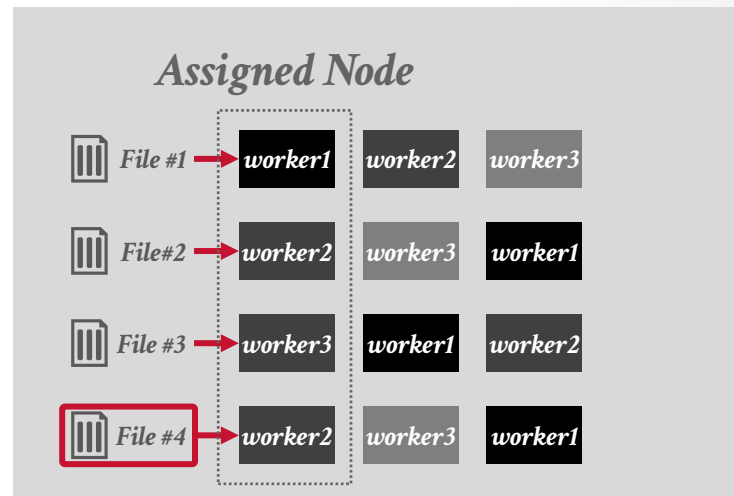 Assigned Node
File #1 worker1 worker2 worker3
File#2 worker2 worker3 worker1
File #3 worker3 worker1 worker2
File #4 worker2 worker3 worker1